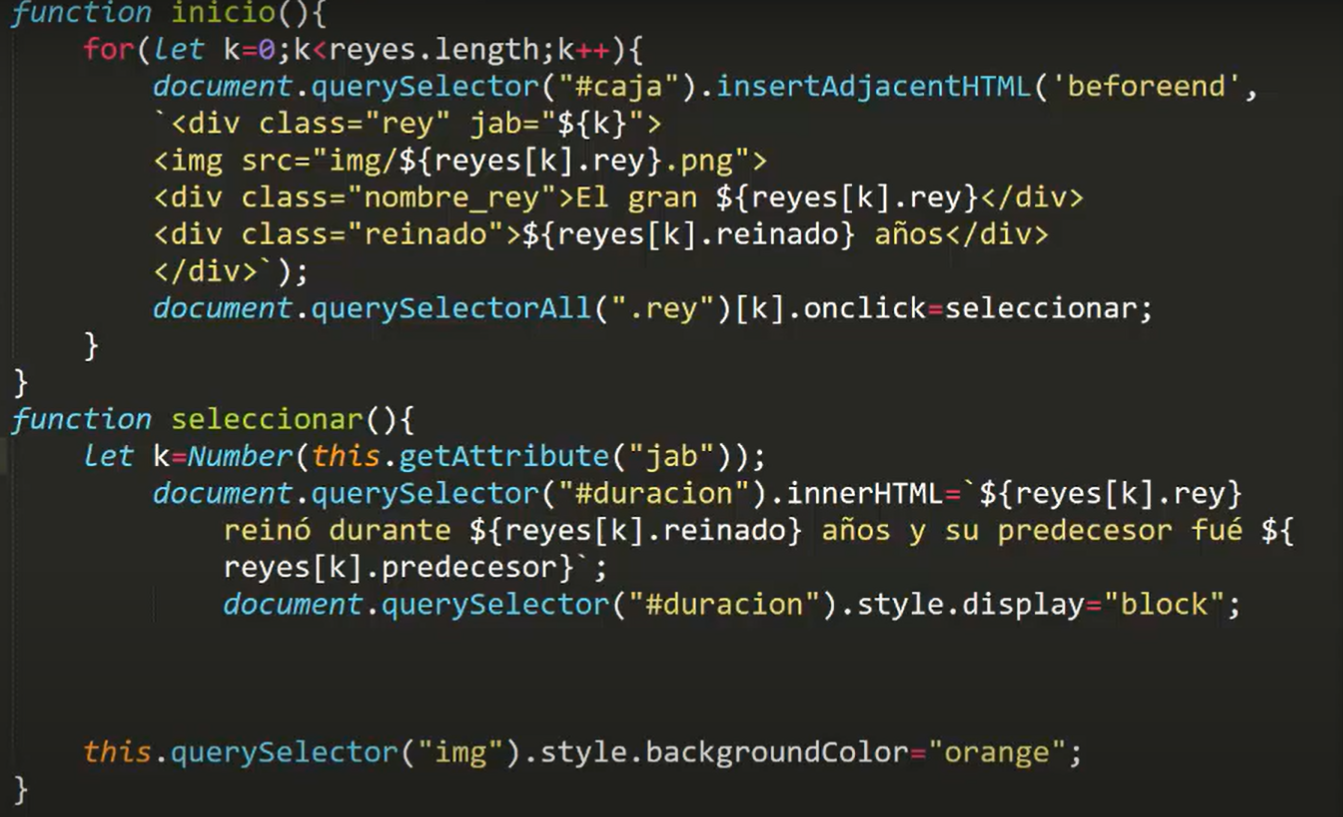 function inicio(){
for(let k=0;k<reyes.length;k++){
document.querySelector("#caja").insertAdjacentHTML('beforeend',
`<div class="rey" jab="${k}">
<img src="img/${reyes[k].rey}.png">
<div class="nombre_rey">El gran ${reyes[k].rey}</div>
<div class="reinado">${reyes[k].reinado} años</div>
</div>`);
document.querySelectorAll(".rey")[k].onclick=seleccionar;
}
}
function seleccionar(){
let k=Number(this.getAttribute("jab"));
document.querySelector("#duracion").innerHTML=`${reyes[k].rey}
reinó durante ${reyes[k].reinado} años y su predecesor fué ${
reyes[k].predecesor}`;
document.querySelector("#duracion").style.display="block";
this.querySelector("img").style.backgroundColor="orange";
}